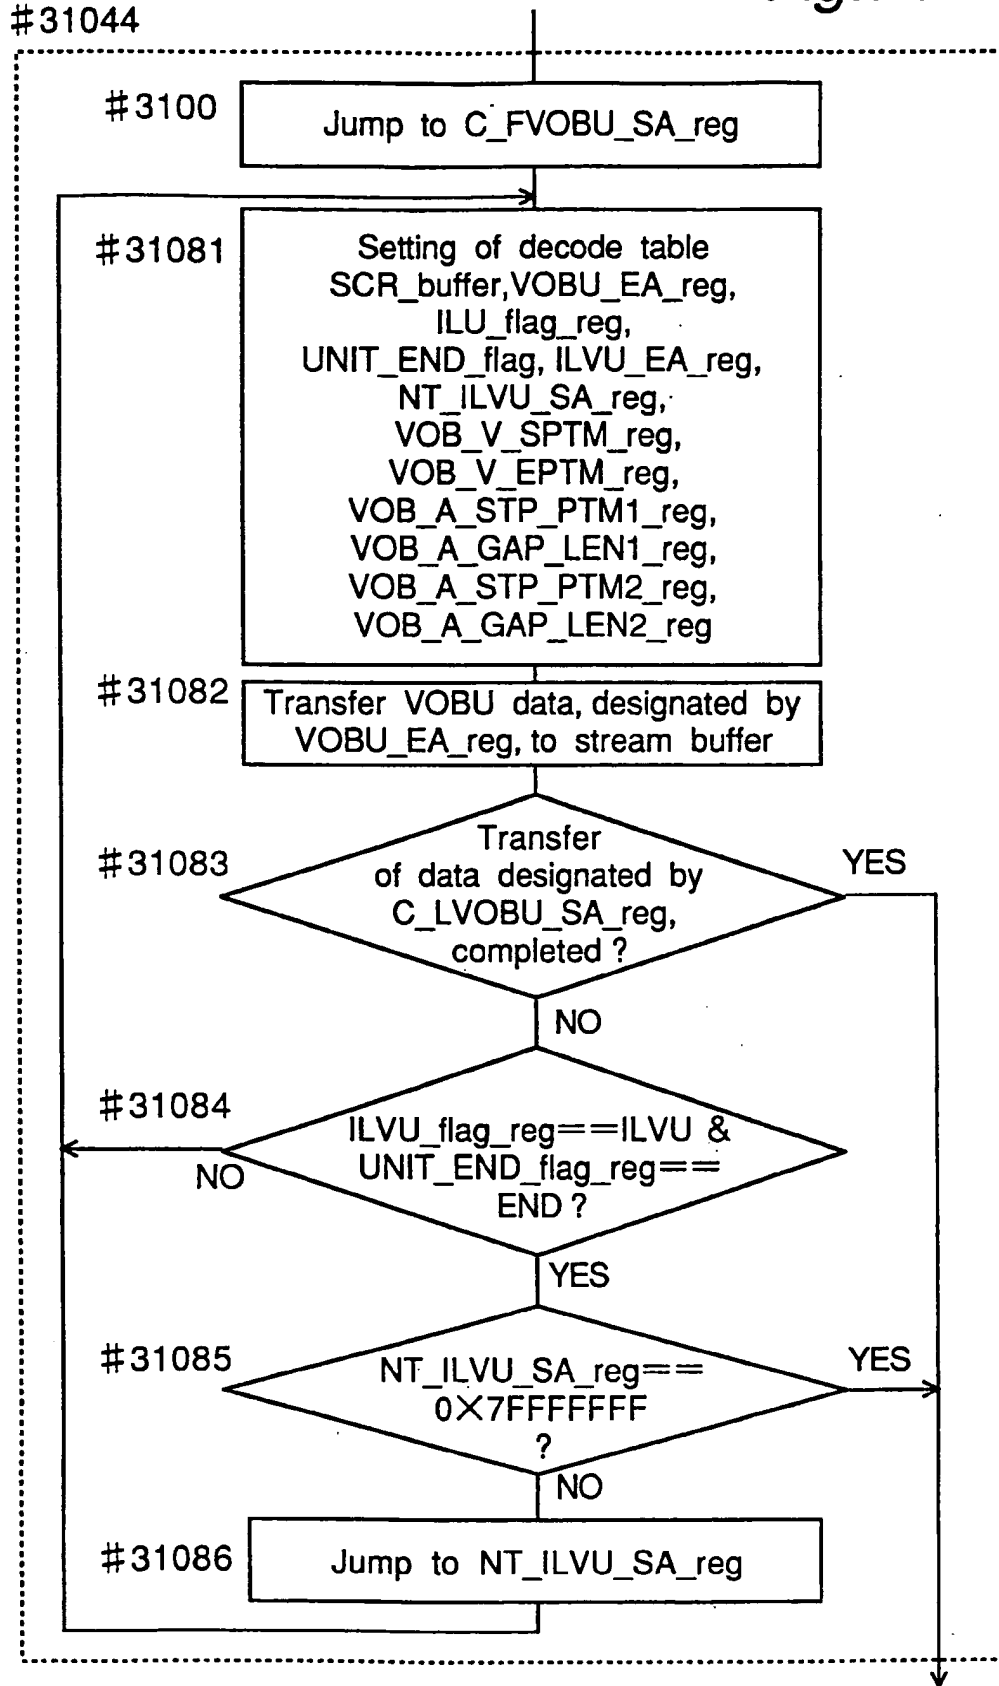 #31044
#3100
Jump to C_FVOBU_SA_reg
#31081
Setting of decode table
SCR_buffer,VOBU_EA_reg,
ILU_flag_reg,
UNIT_END_flag, ILVU_EA_reg,
NT_ILVU_SA_reg,
VOB_V_SPTM_reg,
VOB_V_EPTM_reg,
VOB_A_STP_PTM1_reg,
VOB_A_GAP_LEN1_reg,
VOB_A_STP_PTM2_reg,
VOB_A_GAP_LEN2_reg
#31082
Transfer VOBU data, designated by
VOBU_EA_reg, to stream buffer
#31083
Transfer
of data designated by
C_LVOBU_SA_reg,
completed ?
YES
NO
#31084
ILVU_flag_reg==ILVU &
UNIT_END_flag_reg==
END ?
NO
YES
#31085
NT_ILVU_SA_reg==
0X7FFFFFFF
?
YES
NO
#31086
Jump to NT_ILVU_SA_reg